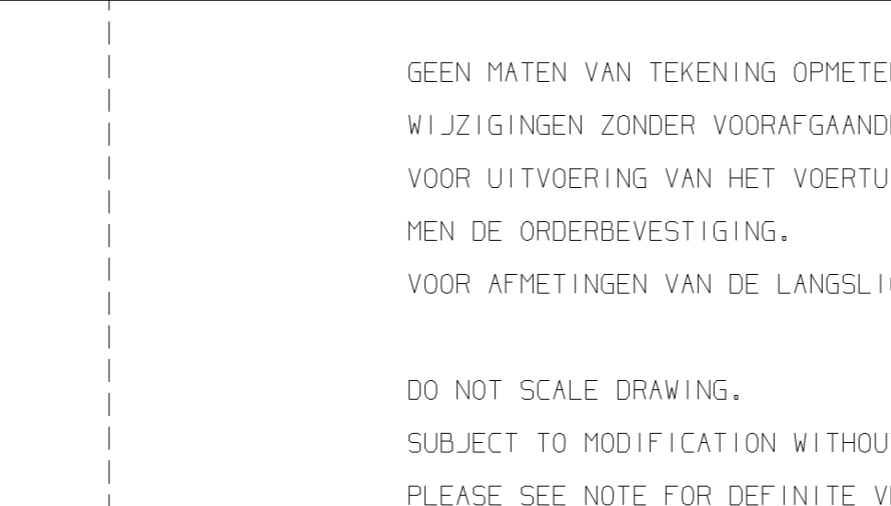 GEEN MATEN VAN TEKENING
WIJZIGINGEN ZONDER
VOOR UITVOERING VAN HET
MEN DE ORDERBEVESTIGING.
VOOR AFMETINGEN VAN DE

DO NOT SCALE DRAWING.
SUBJECT TO MODIFICATION
PLEASE SEE NOTE FOR DEFINITE